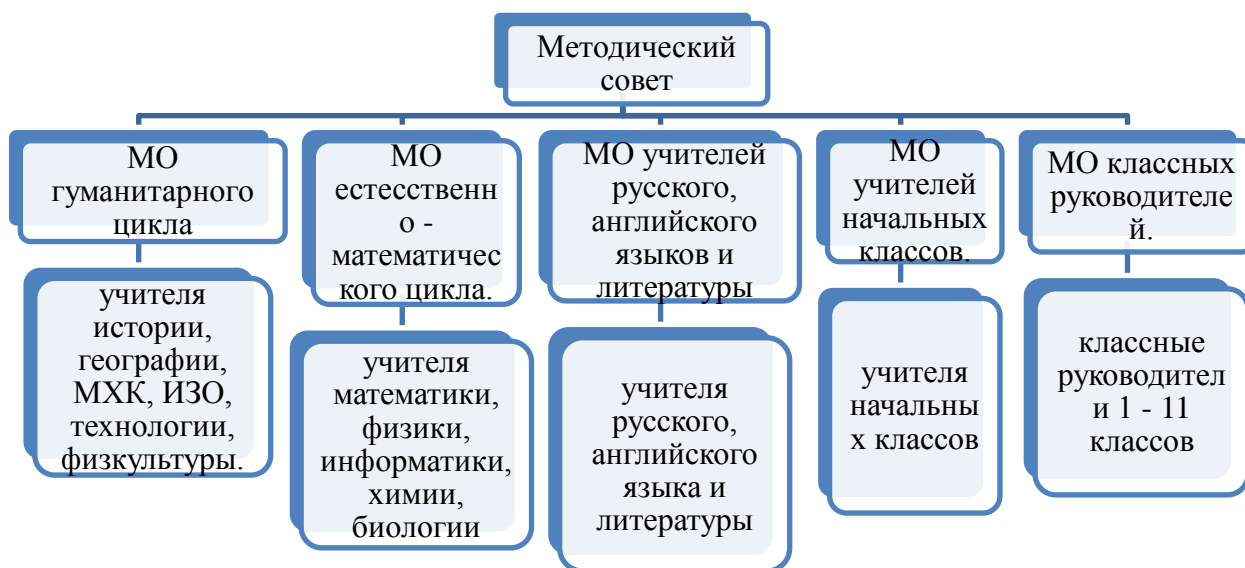 Методический
совет
МО
гуманитарного
цикла
МО
естесственн
о -
математичес
кого цикла.
МО учителей
русского,
английского
языков и
литературы
МО
учителей
начальных
классов.
МО классных
руководителе
й.
учителя
истории,
географии,
МХК, ИЗО,
технологии,
физкультуры.
учителя
математики,
физики,
информатики,
химии,
биологии
учителя
русского,
английского
языка и
литературы
учителя
начальны
х классов
классные
руководител
и 1 - 11
классов